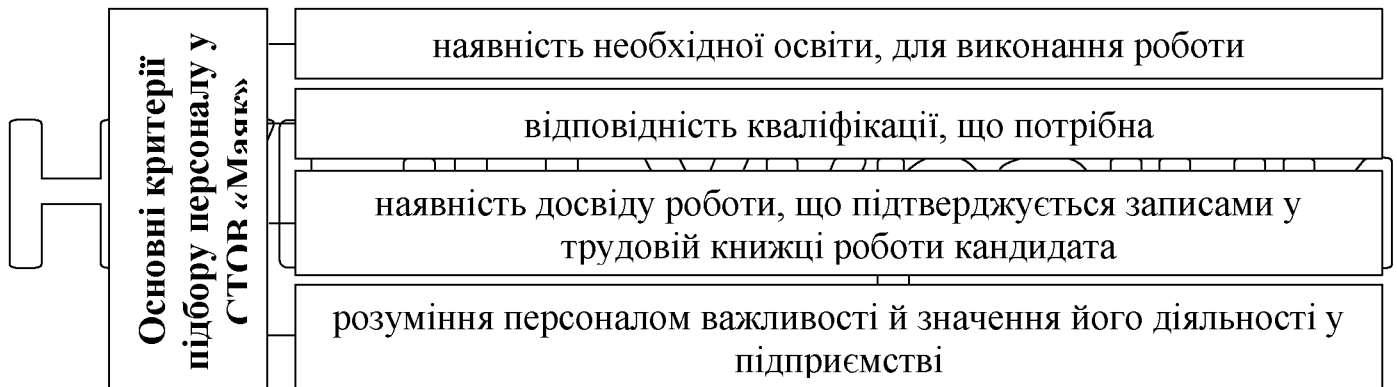 Основні критерії
підбору персоналу у
СТОВ «Маяк»
наявність необхідної освіти, для виконання роботи
відповідність кваліфікації, що потрібна
наявність досвіду роботи, що підтверджується записами у
трудовій книжці роботи кандидата
розуміння персоналом важливості й значення його діяльності у
підприємстві